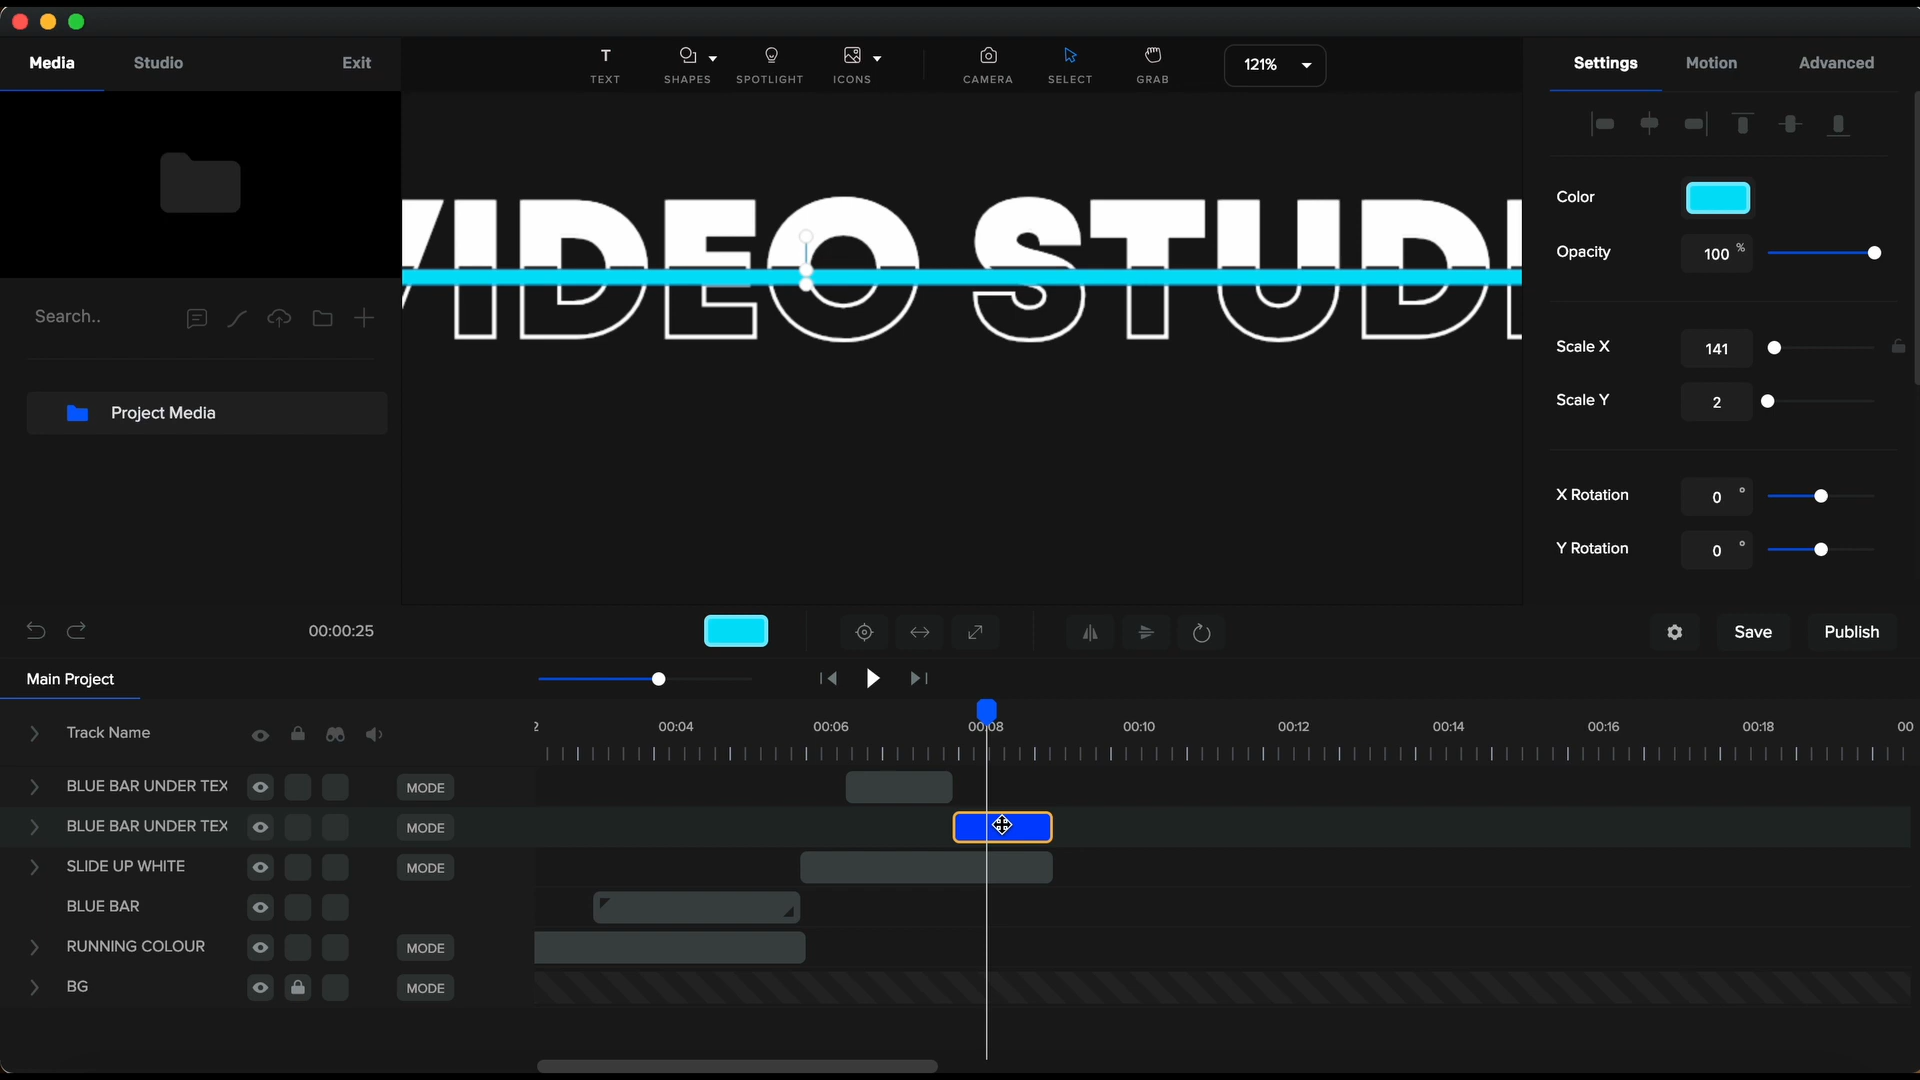 Media
Studio
Exit
T
TEXT
SHAPES
SPOTLIGHT
ICONS
CAMERA
SELECT
GRAB
121%
Settings
Motion
Advanced
VIDEO STUDI
Color
Opacity
100 %
Search..
Scale X
141
Scale Y
2
Project Media
X Rotation
0 °
Y Rotation
0 °
00:00:25
Save
Publish
Main Project
Track Name
2
00:04
00:06
00:08
00:10
00:12
00:14
00:16
00:18
00
BLUE BAR UNDER TEX
MODE
BLUE BAR UNDER TEX
MODE
SLIDE UP WHITE
MODE
BLUE BAR
RUNNING COLOUR
MODE
BG
MODE